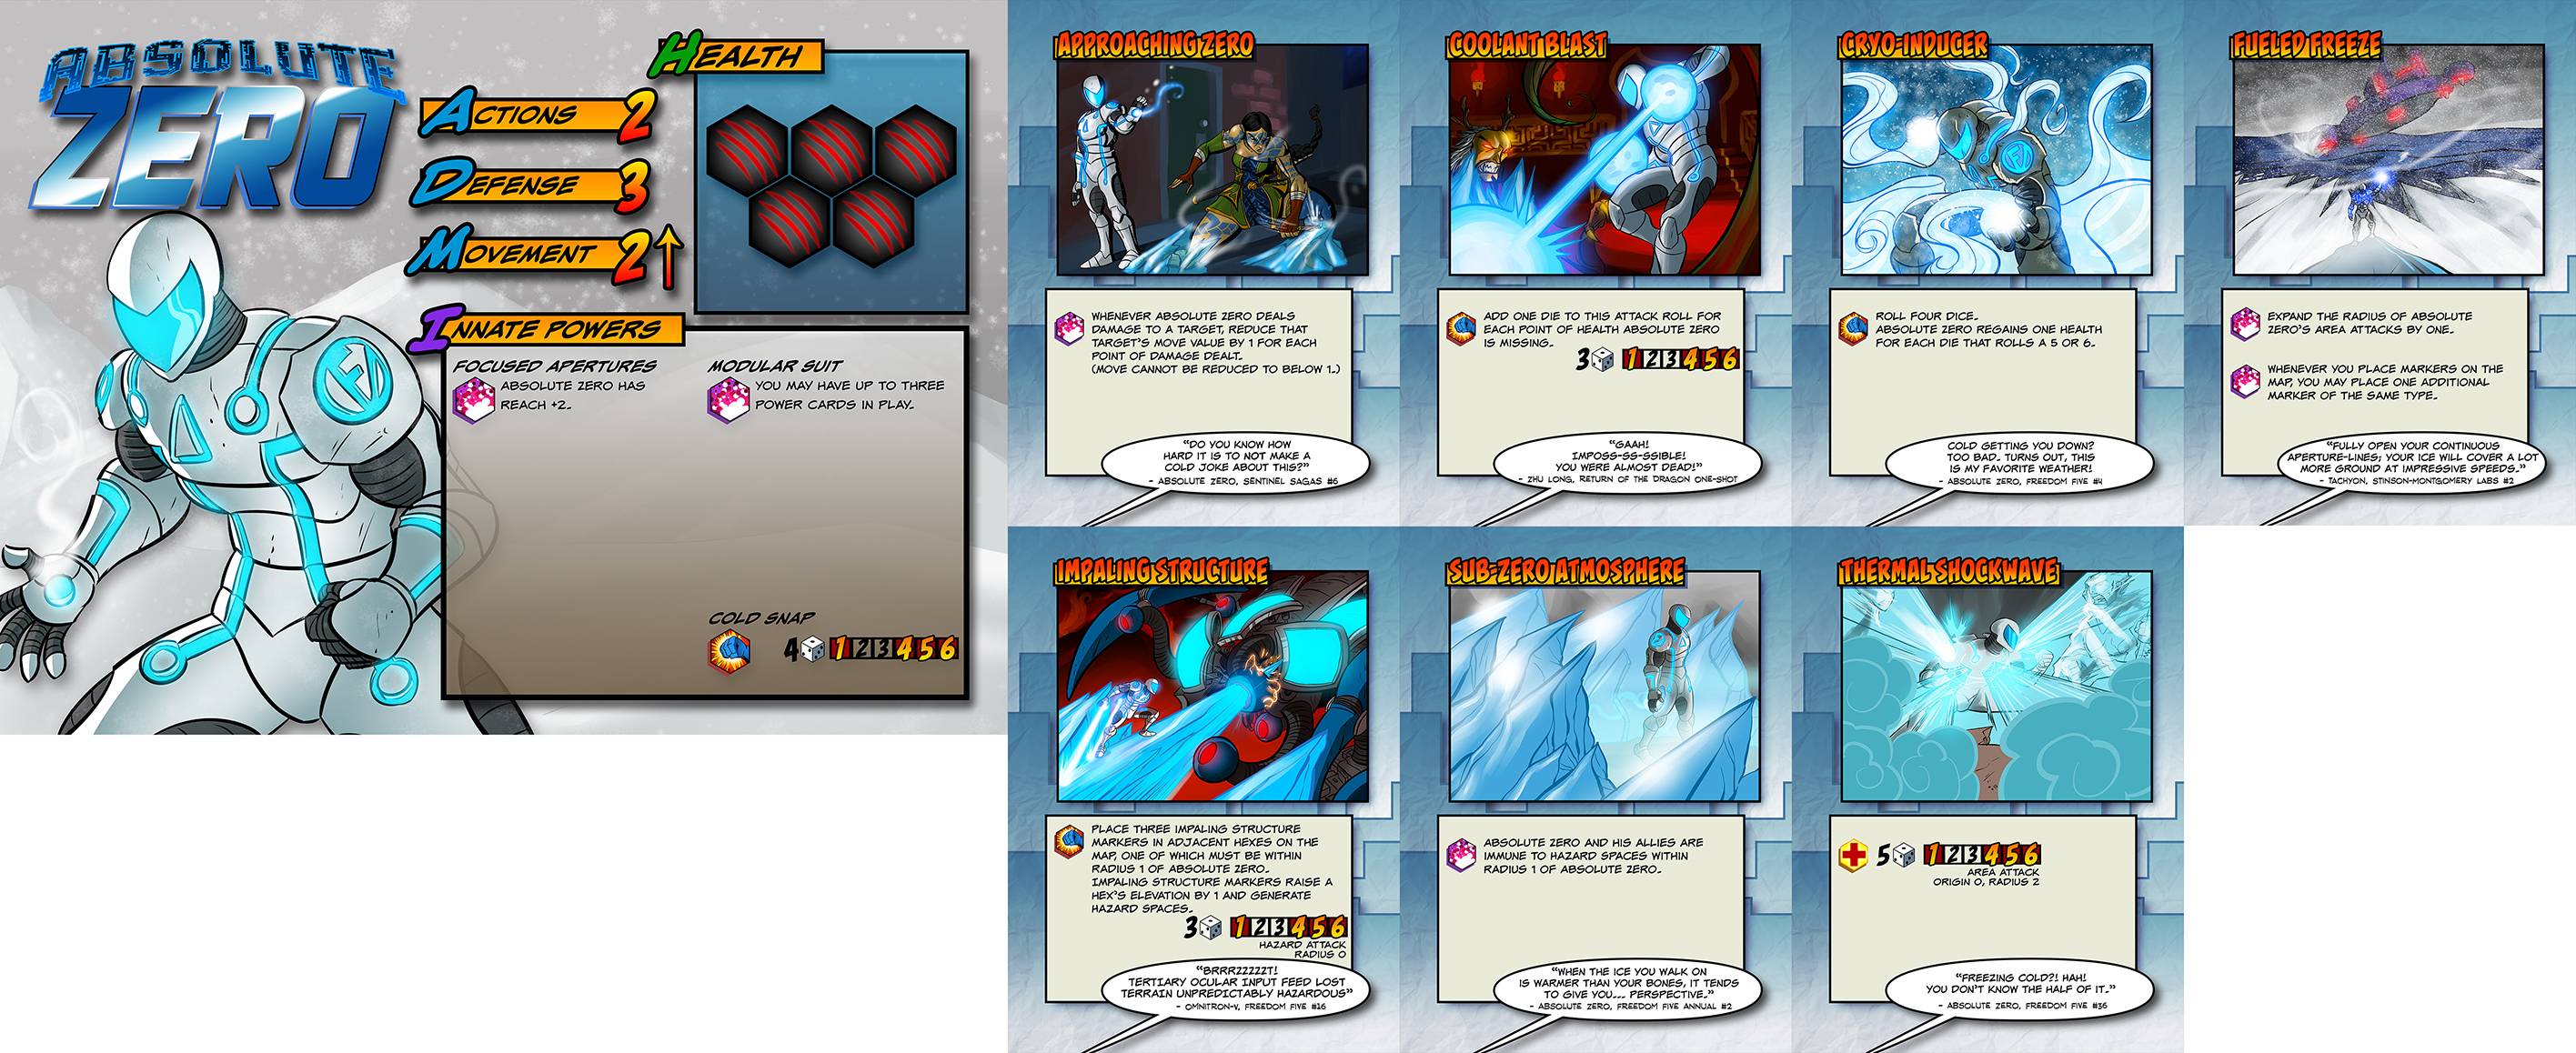 ABSOLUTE
ZERO
ACTIONS 2
DEFENSE 3
MOVEMENT 2
HEALTH
INNATE POWERS
FOCUSED APERTURES
ABSOLUTE ZERO HAS
REACH +2.
MODULAR SUIT
YOU MAY HAVE UP TO THREE
POWER CARDS IN PLAY.
COLD SNAP
4 1 2 3 4 5 6
APPROACHING ZERO
WHENEVER ABSOLUTE ZERO DEALS
DAMAGE TO A TARGET, REDUCE THAT
TARGET'S MOVE VALUE BY 1 FOR EACH
POINT OF DAMAGE DEALT.
(MOVE CANNOT BE REDUCED TO BELOW 1.)
"DO YOU KNOW HOW
HARD IT IS TO NOT MAKE A
COLD JOKE ABOUT THIS?"
- ABSOLUTE ZERO, SENTINEL SAGAS #6
COOLANT BLAST
ADD ONE DIE TO THIS ATTACK ROLL FOR
EACH POINT OF HEALTH ABSOLUTE ZERO
IS MISSING.
3 1 2 3 4 5 6
"GAAH!
IMPOSS-SS-SSIBLE!
YOU WERE ALMOST DEAD!"
- ZHU LONG, RETURN OF THE DRAGON ONE-SHOT
CRYO-INDUCER
ROLL FOUR DICE.
ABSOLUTE ZERO REGAINS ONE HEALTH
FOR EACH DIE THAT ROLLS A 5 OR 6.
COLD GETTING YOU DOWN?
TOO BAD. TURNS OUT, THIS
IS MY FAVORITE WEATHER!
- ABSOLUTE ZERO, FREEDOM FIVE #4
FUELED FREEZE
EXPAND THE RADIUS OF ABSOLUTE
ZERO'S AREA ATTACKS BY ONE.
WHENEVER YOU PLACE MARKERS ON THE
MAP, YOU MAY PLACE ONE ADDITIONAL
MARKER OF THE SAME TYPE.
"FULLY OPEN YOUR CONTINUOUS
APERTURE-LINES; YOUR ICE WILL COVER A LOT
MORE GROUND AT IMPRESSIVE SPEEDS."
- TACHYON, STINSON-MONTGOMERY LABS #2
IMPALING STRUCTURE
PLACE THREE IMPALING STRUCTURE
MARKERS IN ADJACENT HEXES ON THE
MAP, ONE OF WHICH MUST BE WITHIN
RADIUS 1 OF ABSOLUTE ZERO.
IMPALING STRUCTURE MARKERS RAISE A
HEX'S ELEVATION BY 1 AND GENERATE
HAZARD SPACES.
3 1 2 3 4 5 6
HAZARD ATTACK
RADIUS 0
"BRRRZZZZZT!
TERTIARY OCULAR INPUT FEED LOST
TERRAIN UNPREDICTABLY HAZARDOUS"
- OMNITRON-V, FREEDOM FIVE #16
SUB-ZERO ATMOSPHERE
ABSOLUTE ZERO AND HIS ALLIES ARE
IMMUNE TO HAZARD SPACES WITHIN
RADIUS 1 OF ABSOLUTE ZERO.
"WHEN THE ICE YOU WALK ON
IS WARMER THAN YOUR BONES, IT TENDS
TO GIVE YOU... PERSPECTIVE."
- ABSOLUTE ZERO, FREEDOM FIVE ANNUAL #2
THERMAL SHOCKWAVE
5 1 2 3 4 5 6
AREA ATTACK
ORIGIN 0, RADIUS 2
"FREEZING COLD?! HAH!
YOU DON'T KNOW THE HALF OF IT."
- ABSOLUTE ZERO, FREEDOM FIVE #36